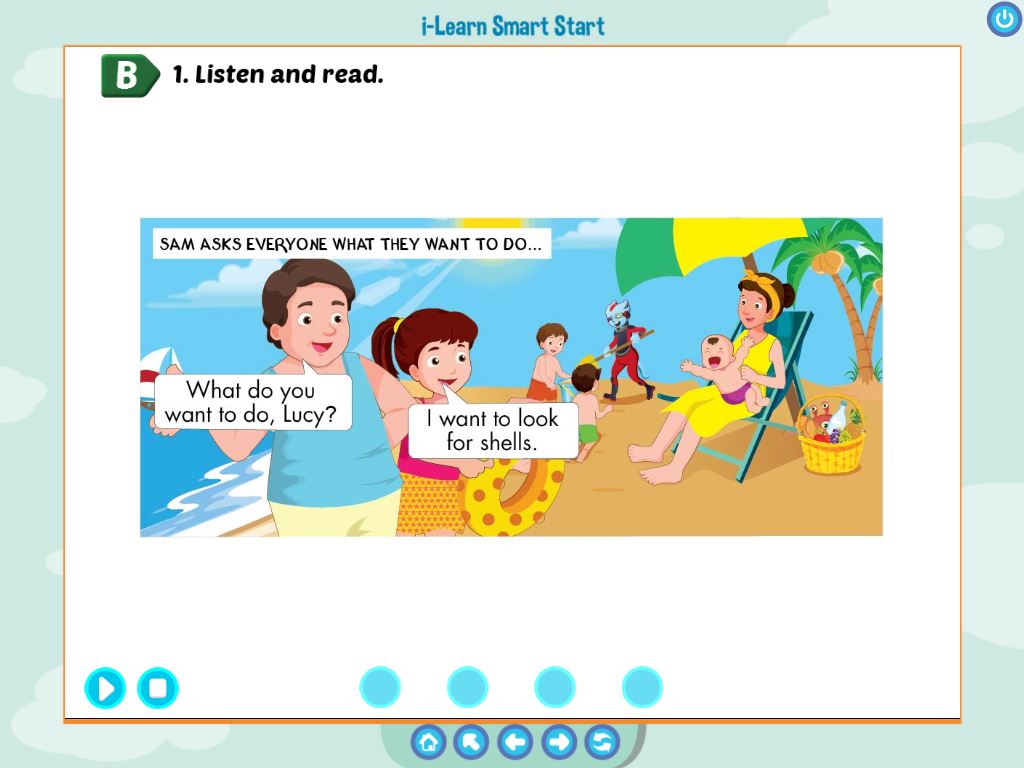 i-Learn Smart Start
B 1. Listen and read.
SAM ASKS EVERYONE WHAT THEY WANT TO DO...
What do you
want to do, Lucy?
I want to look
for shells.